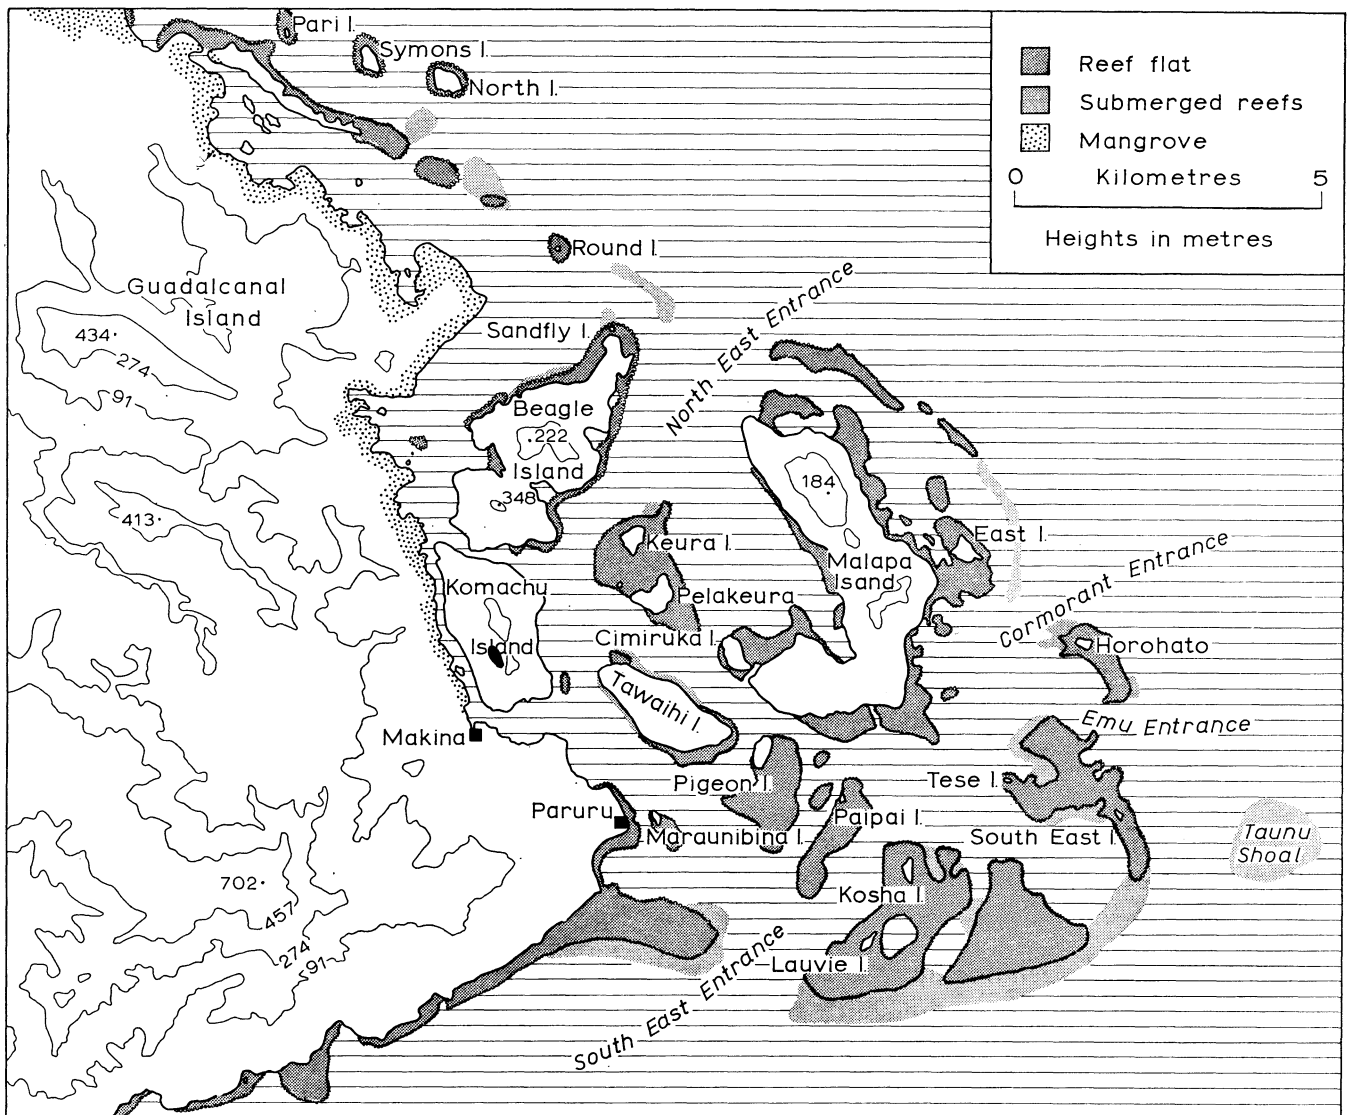 Pari I.
Symons I.
North I.
Reef flat
Submerged reefs
Mangrove
0 Kilometres 5
Heights in metres
Round I.
Guadalcanal
Island
North East Entrance
Sandfly I.
434
274
91
Beagle
222
Island
348
184
413
Keura I.
East I.
Malapa
Isand
Cormorant Entrance
Komachu
Island
Pelakeura
Cimiruka I.
Horohato
Tawaihi I.
Emu Entrance
Makina
Pigeon I.
Tese I.
Paruru
Maraunibina I.
Paipai I.
South East I.
Taunu
Shoal
702
457
274
91
Kosha I.
Lauvie I.
South East Entrance